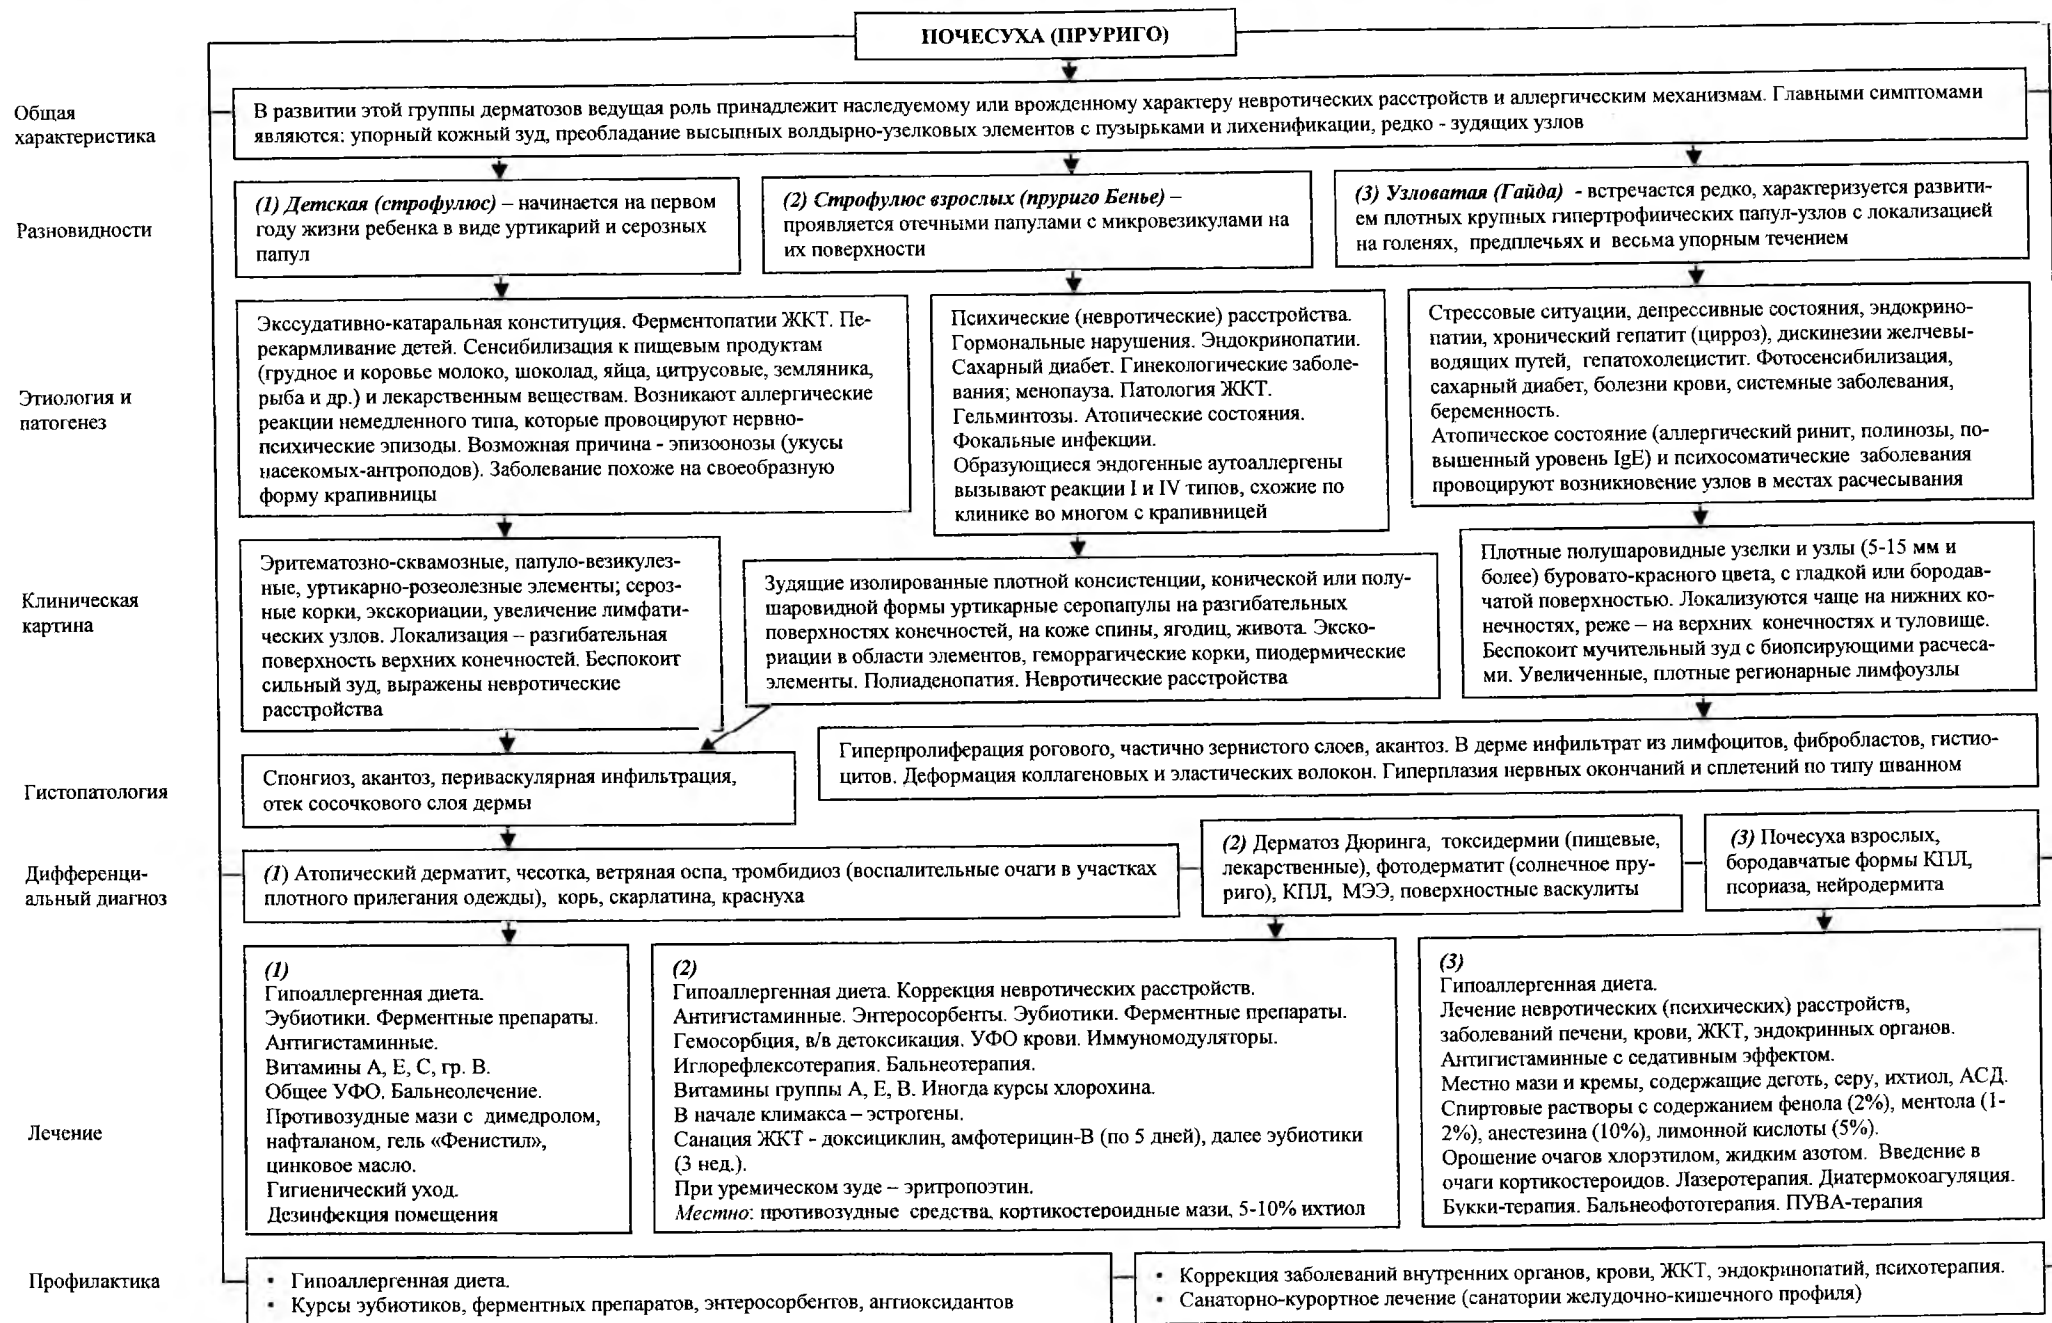 ПОЧЕСУХА (ПРУРИГО)
Общая
характеристика
В развитии этой группы дерматозов ведущая роль принадлежит наследуемому или врожденному характеру невротических расстройств и аллергическим механизмам. Главными симптомами
являются: упорный кожный зуд, преобладание высыпных волдырно-узелковых элементов с пузырьками и лихенификации, редко - зудящих узлов
Разновидности
(1) Детская (строфулюс) – начинается на первом
году жизни ребенка в виде уртикарий и серозных
папул
(2) Строфулюс взрослых (пруриго Бенье) –
проявляется отечными папулами с микровезикулами на
их поверхности
(3) Узловатая (Гайда) - встречается редко, характеризуется развити-
ем плотных крупных гипертрофиических папул-узлов с локализацией
на голенях, предплечьях и весьма упорным течением
Этиология и
патогенез
Экссудативно-катаральная конституция. Ферментопатии ЖКТ. Пе-
рекармливание детей. Сенсибилизация к пищевым продуктам
(грудное и коровье молоко, шоколад, яйца, цитрусовые, земляника,
рыба и др.) и лекарственным веществам. Возникают аллергические
реакции немедленного типа, которые провоцируют нервно-
психические эпизоды. Возможная причина - эпизоонозы (укусы
насекомых-антроподов). Заболевание похоже на своеобразную
форму крапивницы
Психические (невротические) расстройства.
Гормональные нарушения. Эндокринопатии.
Сахарный диабет. Гинекологические заболе-
вания; менопауза. Патология ЖКТ.
Гельминтозы. Атопические состояния.
Фокальные инфекции.
Образующиеся эндогенные аутоаллергены
вызывают реакции I и IV типов, схожие по
клинике во многом с крапивницей
Стрессовые ситуации, депрессивные состояния, эндокрино-
патии, хронический гепатит (цирроз), дискинезии желчевы-
водящих путей, гепатохолецистит. Фотосенсибилизация,
сахарный диабет, болезни крови, системные заболевания,
беременность.
Атопическое состояние (аллергический ринит, полинозы, по-
вышенный уровень IgE) и психосоматические заболевания
провоцируют возникновение узлов в местах расчесывания
Клиническая
картина
Эритематозно-сквамозные, папуло-везикулез-
ные, уртикарно-розеолезные элементы; сероз-
ные корки, экскориации, увеличение лимфати-
ческих узлов. Локализация – разгибательная
поверхность верхних конечностей. Беспокоит
сильный зуд, выражены невротические
расстройства
Зудящие изолированные плотной консистенции, конической или полу-
шаровидной формы уртикарные серопапулы на разгибательных
поверхностях конечностей, на коже спины, ягодиц, живота. Экско-
риации в области элементов, геморрагические корки, пиодермические
элементы. Полиаденопатия. Невротические расстройства
Плотные полушаровидные узелки и узлы (5-15 мм и
более) буровато-красного цвета, с гладкой или бородав-
чатой поверхностью. Локализуются чаще на нижних ко-
нечностях, реже – на верхних конечностях и туловище.
Беспокоит мучительный зуд с биопсирующими расчеса-
ми. Увеличенные, плотные регионарные лимфоузлы
Гистопатология
Спонгиоз, акантоз, периваскулярная инфильтрация,
отек сосочкового слоя дермы
Гиперпролиферация рогового, частично зернистого слоев, акантоз. В дерме инфильтрат из лимфоцитов, фибробластов, гистио-
цитов. Деформация коллагеновых и эластических волокон. Гиперплазия нервных окончаний и сплетений по типу шванном
Дифференци-
альный диагноз
(1) Атопический дерматит, чесотка, ветряная оспа, тромбидиоз (воспалительные очаги в участках
плотного прилегания одежды), корь, скарлатина, краснуха
(2) Дерматоз Дюринга, токсидермии (пищевые,
лекарственные), фотодерматит (солнечное пру-
риго), КПЛ, МЭЭ, поверхностные васкулиты
(3) Почесуха взрослых,
бородавчатые формы КПЛ,
псориаза, нейродермита
Лечение
(1)
Гипоаллергенная диета.
Эубиотики. Ферментные препараты.
Антигистаминные.
Витамины А, Е, С, гр. В.
Общее УФО. Бальнеолечение.
Противозудные мази с димедролом,
нафталаном, гель «Фенистил»,
цинковое масло.
Гигиенический уход.
Дезинфекция помещения
(2)
Гипоаллергенная диета. Коррекция невротических расстройств.
Антигистаминные. Энтеросорбенты. Эубиотики. Ферментные препараты.
Гемосорбция, в/в детоксикация. УФО крови. Иммуномодуляторы.
Иглорефлексотерапия. Бальнеотерапия.
Витамины группы А, Е, В. Иногда курсы хлорохина.
В начале климакса – эстрогены.
Санация ЖКТ - доксициклин, амфотерицин-В (по 5 дней), далее эубиотики
(3 нед.).
При уремическом зуде – эритропоэтин.
Местно: противозудные средства, кортикостероидные мази, 5-10% ихтиол
(3)
Гипоаллергенная диета.
Лечение невротических (психических) расстройств,
заболеваний печени, крови, ЖКТ, эндокринных органов.
Антигистаминные с седативным эффектом.
Местно мази и кремы, содержащие деготь, серу, ихтиол, АСД.
Спиртовые растворы с содержанием фенола (2%), ментола (1-
2%), анестезина (10%), лимонной кислоты (5%).
Орошение очагов хлорэтилом, жидким азотом. Введение в
очаги кортикостероидов. Лазеротерапия. Диатермокоагуляция.
Букки-терапия. Бальнеофототерапия. ПУВА-терапия
Профилактика
• Гипоаллергенная диета.
• Курсы эубиотиков, ферментных препаратов, энтеросорбентов, антиоксидантов
• Коррекция заболеваний внутренних органов, крови, ЖКТ, эндокринопатий, психотерапия.
• Санаторно-курортное лечение (санатории желудочно-кишечного профиля)